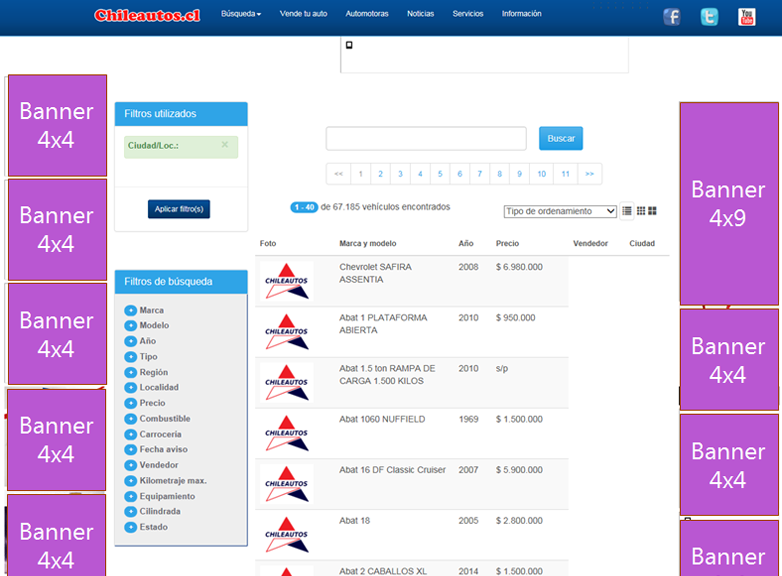 Chileautos.cl
Búsqueda
Vende tu auto
Automotoras
Noticias
Servicios
Información
You
Tube
Banner
4x4
Banner
4x4
Banner
4x4
Banner
4x4
Banner
4x4
Filtros utilizados
Ciudad/Loc.:
Aplicar filtro(s)
Filtros de búsqueda
Marca
Modelo
Año
Tipo
Región
Localidad
Precio
Combustible
Carrocería
Fecha aviso
Vendedor
Kilometraje max.
Equipamiento
Cilindrada
Estado
Buscar
<< 1 2 3 4 5 6 7 8 9 10 11 >>
1 - 40 de 67.185 vehículos encontrados
Tipo de ordenamiento
Foto Marca y modelo Año Precio Vendedor Ciudad
CHILEAUTOS
Chevrolet SAFIRA 2008 $ 6.980.000
ASSENTIA
CHILEAUTOS
Abat 1 PLATAFORMA 2010 $ 950.000
ABIERTA
CHILEAUTOS
Abat 1.5 ton RAMPA DE 2010 s/p
CARGA 1.500 KILOS
CHILEAUTOS
Abat 1060 NUFFIELD 1969 $ 1.500.000
CHILEAUTOS
Abat 16 DF Classic Cruiser 2007 $ 5.900.000
CHILEAUTOS
Abat 18 2005 $ 2.800.000
CHILEAUTOS
Abat 2 CABALLOS XL 2014 $ 1.500.000
Banner
4x9
Banner
4x4
Banner
4x4
Banner